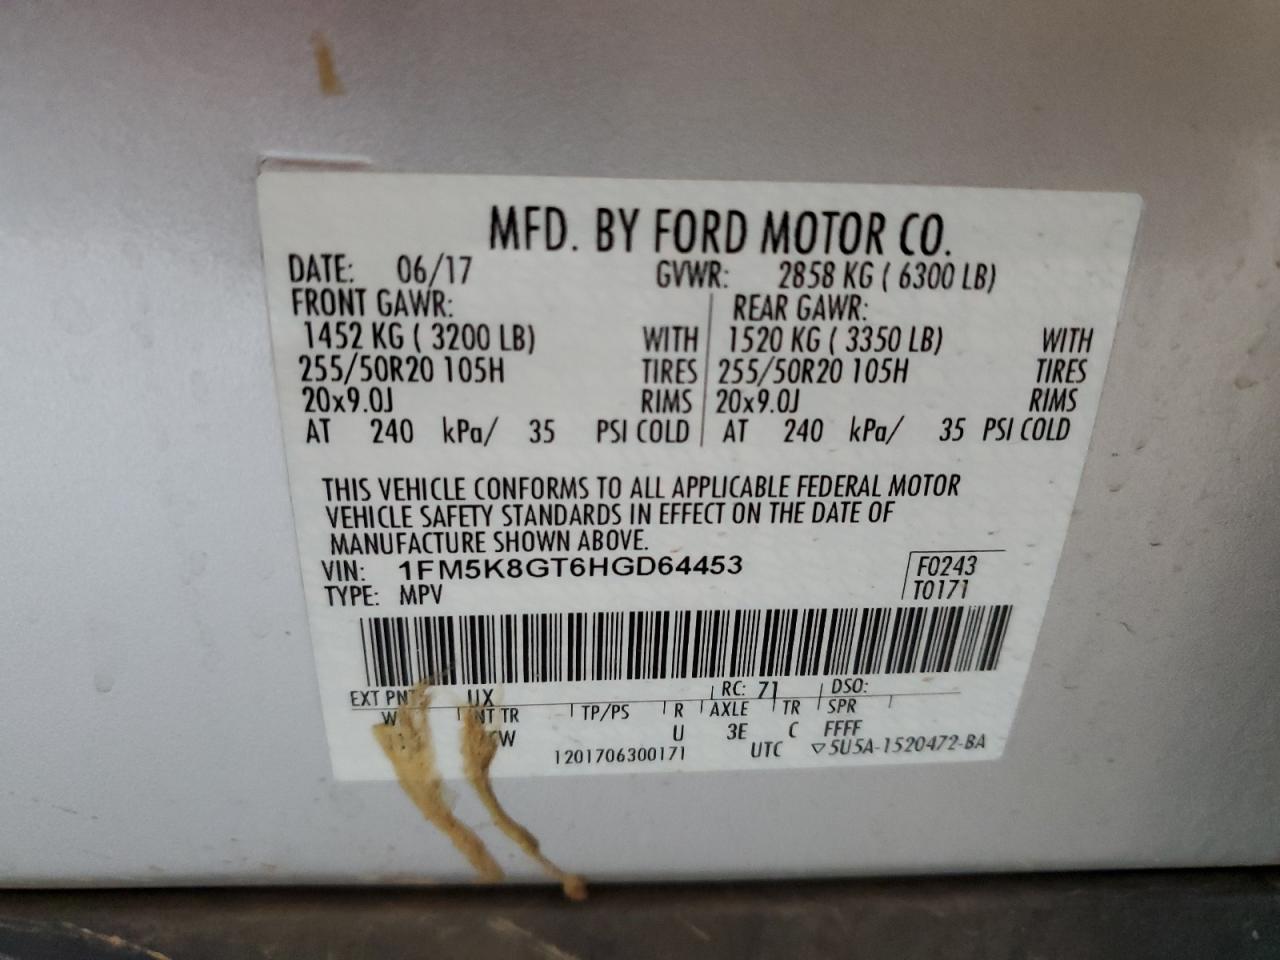 MFD. BY FORD MOTOR CO.
DATE: 06/17 GVWR: 2858 KG ( 6300 LB)
FRONT GAWR: REAR GAWR:
1452 KG ( 3200 LB) WITH 1520 KG ( 3350 LB) WITH
255/50R20 105H TIRES 255/50R20 105H TIRES
20x9.0J RIMS 20x9.0J RIMS
AT 240 kPa/ 35 PSI COLD AT 240 kPa/ 35 PSI COLD
THIS VEHICLE CONFORMS TO ALL APPLICABLE FEDERAL MOTOR
VEHICLE SAFETY STANDARDS IN EFFECT ON THE DATE OF
MANUFACTURE SHOWN ABOVE.
VIN: 1FM5K8GT6HGD64453 F0243
TYPE: MPV T0171
EXT PNT UX RC: 71 DSO:
TR TP/PS R AXLE TR SPR
U 3E C FFFF
1201706300171 UTC ▽5U5A-1520472-BA